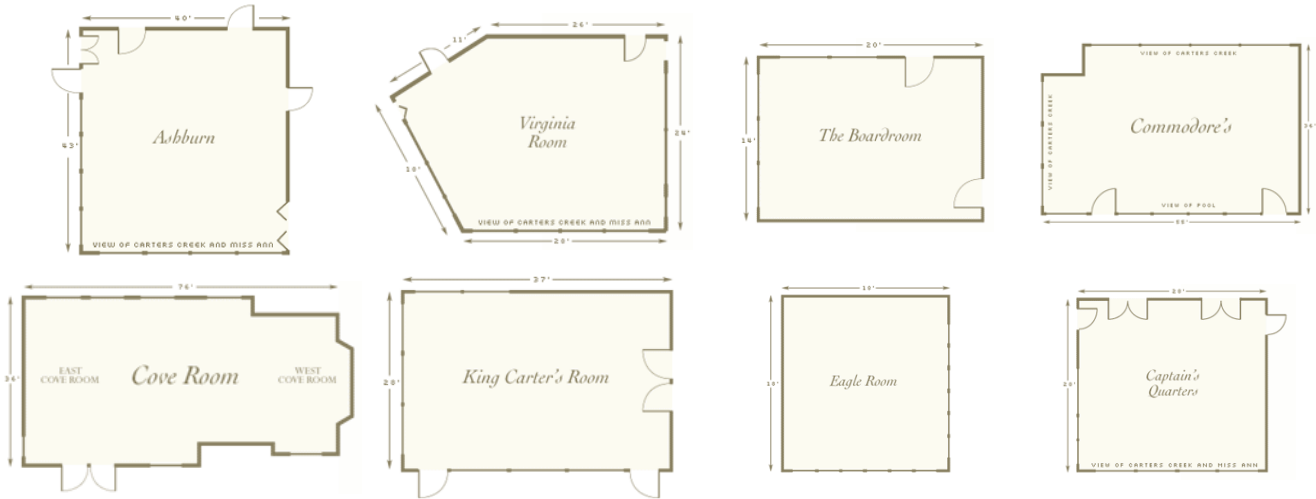 40'
43'
Ashburn
VIEW OF CARTERS CREEK AND MISS ANN
11'
26'
24'
Virginia
Room
VIEW OF CARTERS CREEK AND MISS ANN
20'
14'
The Boardroom
VIEW OF CARTERS CREEK
VIEW OF CARTERS CREEK
Commodore's
VIEW OF POOL
76'
36'
EAST
COVE ROOM
Cove Room
WEST
COVE ROOM
37'
King Carter's Room
Eagle Room
Captain's
Quarters
VIEW OF CARTERS CREEK AND MISS ANN